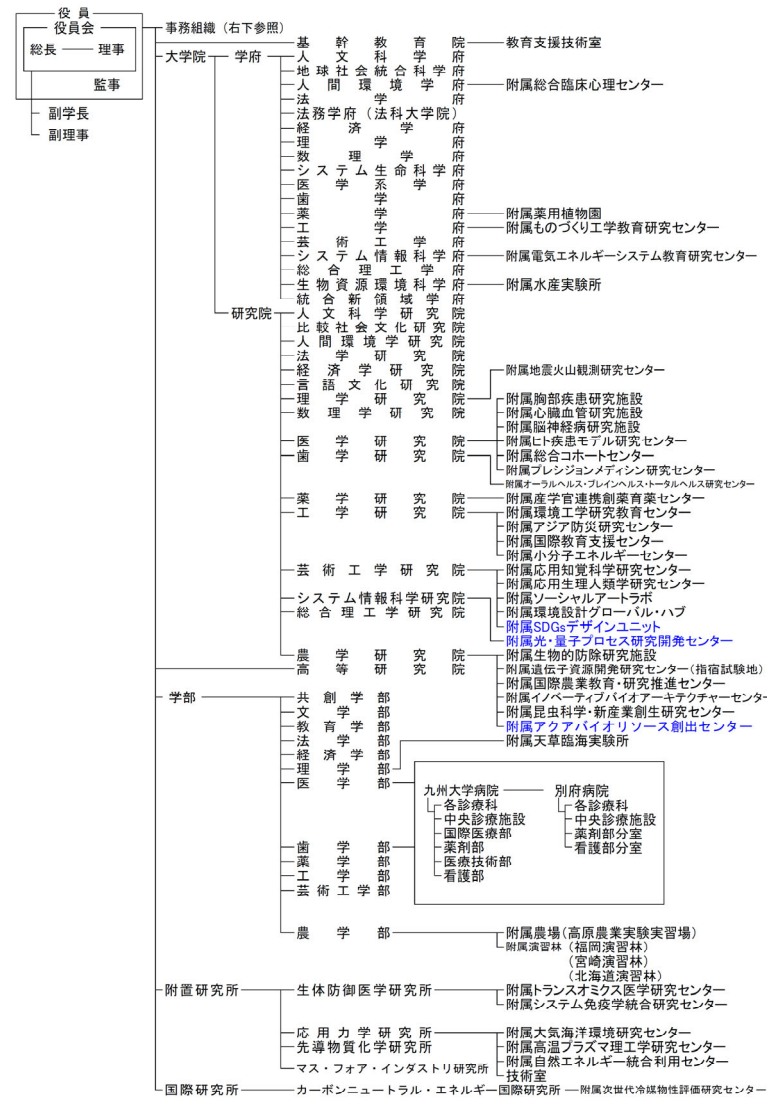 役 員
役員会
総長 理事
監事
副学長
副理事
事務組織（右下参照）
基幹教育院 教育支援技術室
大学院 学府 人文科学府
地球社会統合科学府
人間環境学府 附属総合臨床心理センター
法学府
法務学府（法科大学院）
経済学府
理学府
数理学府
システム生命科学府
医学系学府
歯学府
薬学府 附属薬用植物園
工学府 附属ものづくり工学教育研究センター
芸術工学府
システム情報科学府 附属電気エネルギーシステム教育研究センター
総合理工学府
生物資源環境科学府 附属水産実験所
統合新領域学府
研究院 人文科学研究院
比較社会文化研究院
人間環境学研究院
法学研究院
経済学研究院 附属地震火山観測研究センター
言語文化研究院
理学研究院 附属胸部疾患研究施設
数理学研究院 附属心臓血管研究施設
附属脳神経病研究施設
医学研究院 附属ヒト疾患モデル研究センター
歯学研究院 附属総合コホートセンター
附属プレシジョンメディシン研究センター
附属オーラルヘルス・ブレインヘルス・トータルヘルス研究センター
薬学研究院 附属産学官連携創薬育薬センター
工学研究院 附属環境工学研究教育センター
附属アジア防災研究センター
附属国際教育支援センター
附属小分子エネルギーセンター
芸術工学研究院 附属応用知覚科学研究センター
附属応用生理人類学研究センター
システム情報科学研究院 附属ソーシャルアートラボ
総合理工学研究院 附属環境設計グローバル・ハブ
附属SDGsデザインユニット
附属光・量子プロセス研究開発センター
農学研究院 附属生物的防除研究施設
高等研究院 附属遺伝子資源開発研究センター（指宿試験地）
附属国際農業教育・研究推進センター
学部 共創学部 附属イノベーティブバイオアーキテクチャーセンター
文学部 附属昆虫科学・新産業創生研究センター
教育学部 附属アクアバイオリソース創出センター
法学部 附属天草臨海実験所
経済学部
理学部
医学部
九州大学病院 別府病院
各診療科 各診療科
中央診療施設 中央診療施設
国際医療部 薬剤部分室
歯学部 薬剤部 看護部分室
薬学部 医療技術部
工学部 看護部
芸術工学部
農学部 附属農場（高原農業実験実習場）
附属演習林（福岡演習林）
（宮崎演習林）
（北海道演習林）
附置研究所 生体防御医学研究所 附属トランスオミクス医学研究センター
附属システム免疫学統合研究センター
応用力学研究所 附属大気海洋環境研究センター
先導物質化学研究所 附属高温プラズマ理工学研究センター
附属自然エネルギー統合利用センター
マス・フォア・インダストリ研究所 技術室
国際研究所 カーボンニュートラル・エネルギー国際研究所 附属次世代冷媒物性評価研究センター